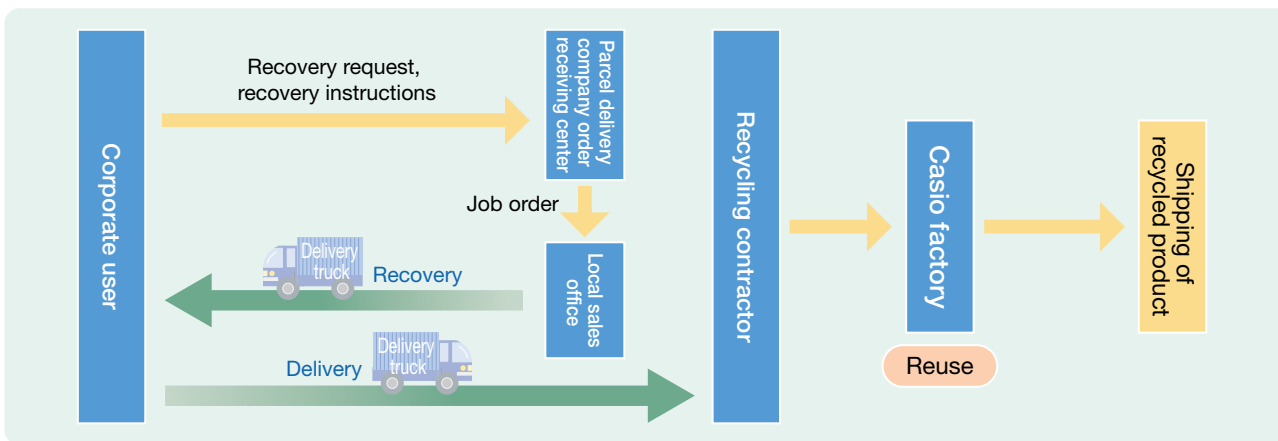 Corporate user
Recovery request,
recovery instructions
Parcel delivery
company order
receiving center
Job order
Local sales
office
Delivery
truck
Recovery
Delivery
truck
Delivery
Recycling contractor
Casio factory
Reuse
Shipping of
recycled product